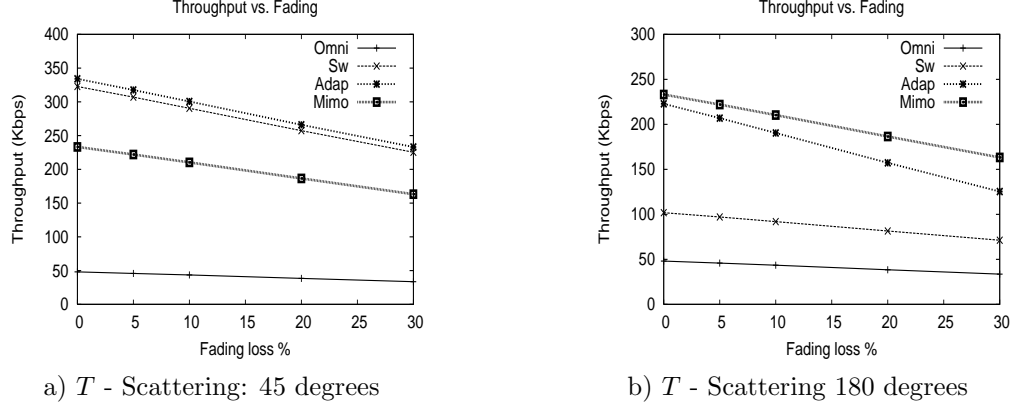 Throughput vs. Fading
Throughput (Kbps)
400
350
300
250
200
150
100
50
0
Omni
Sw
Adap
Mimo
0 5 10 15 20 25 30
Fading loss %
a) T - Scattering: 45 degrees
Throughput vs. Fading
Throughput (Kbps)
300
250
200
150
100
50
0
Omni
Sw
Adap
Mimo
0 5 10 15 20 25 30
Fading loss %
b) T - Scattering 180 degrees